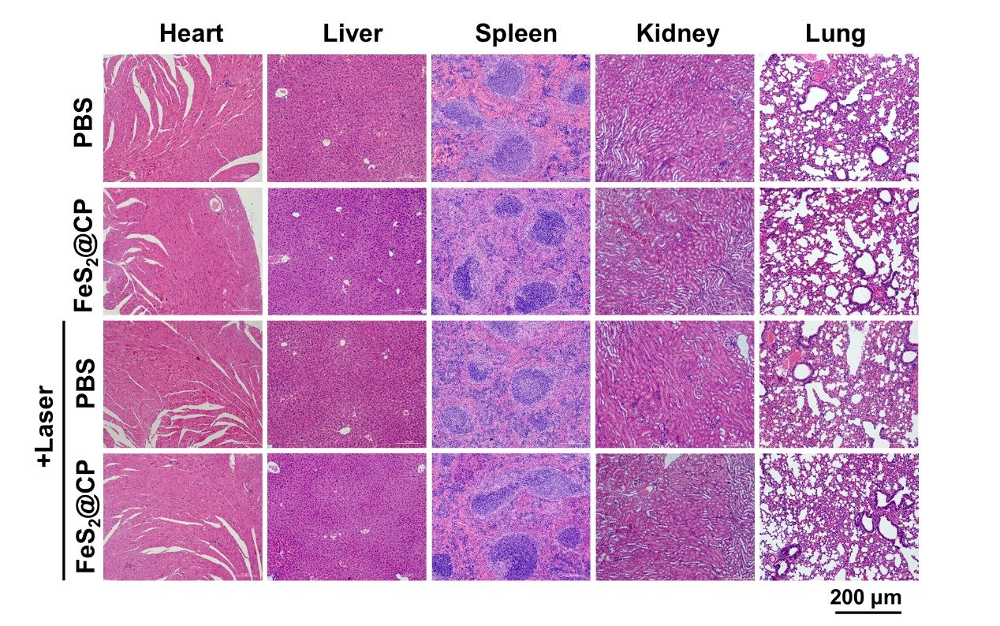 Heart Liver Spleen Kidney Lung
PBS
FeS₂@CP
+Laser
PBS
FeS₂@CP
200 µm